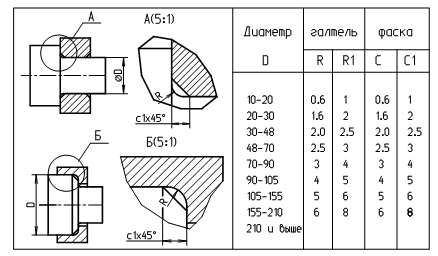 А
А(5:1)
øD
R
c1x45°
Б
Б(5:1)
D
R
c1x45°
Диаметр галтель фаска
D R R1 C C1
10-20 0.6 1 0.6 1
20-30 1.6 2 1.6 2
30-48 2.0 2.5 2.0 2.5
48-70 2.5 3 2.5 3
70-90 3 4 3 4
90-105 4 5 4 5
105-155 5 6 5 6
155-210 6 8 6 8
210 и выше